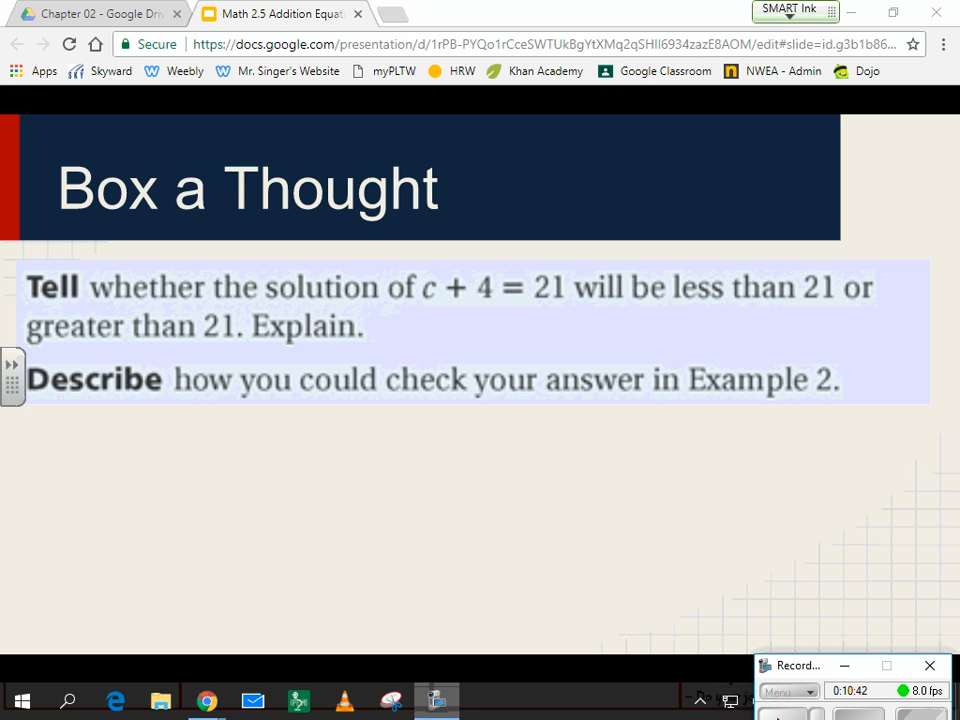 Chapter 02 - Google Dri
Math 2.5 Addition Equat
SMART Ink
Secure
https://docs.google.com/presentation/d/1rPB-PYQo1rCceSWTUkBgYtXMq2qSHII6934zazE8AOM/edit#slide=id.g3b1b86...
Apps Skyward Weebly Mr. Singer's Website myPLTW HRW Khan Academy Google Classroom NWEA - Admin Dojo
Box a Thought
Tell whether the solution of c + 4 = 21 will be less than 21 or
greater than 21. Explain.
Describe how you could check your answer in Example 2.
Record...
Menu 0:10:42 8.0 fps